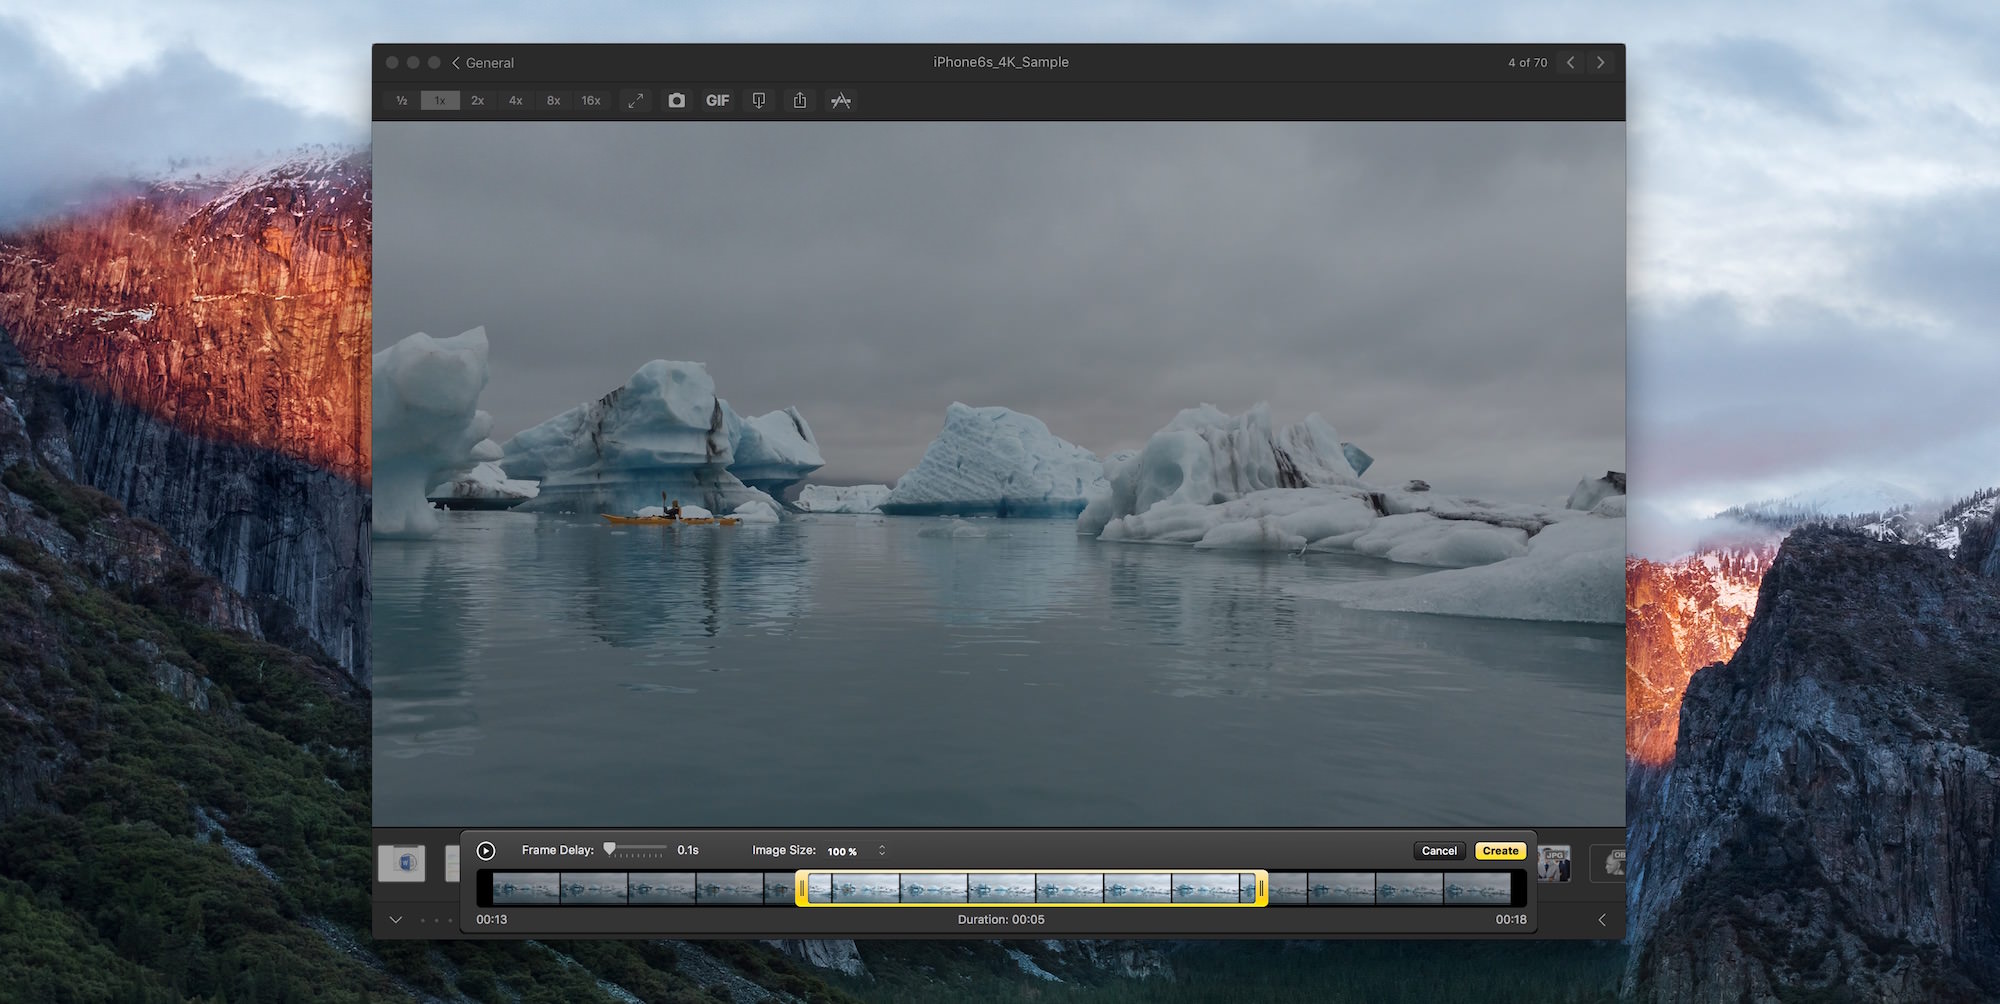 General
iPhone6s_4K_Sample
4 of 70
½ 1x 2x 4x 8x 16x GIF
Frame Delay: 0.1s Image Size: 100 % Cancel Create
W JPG
00:13 Duration: 00:05 00:18